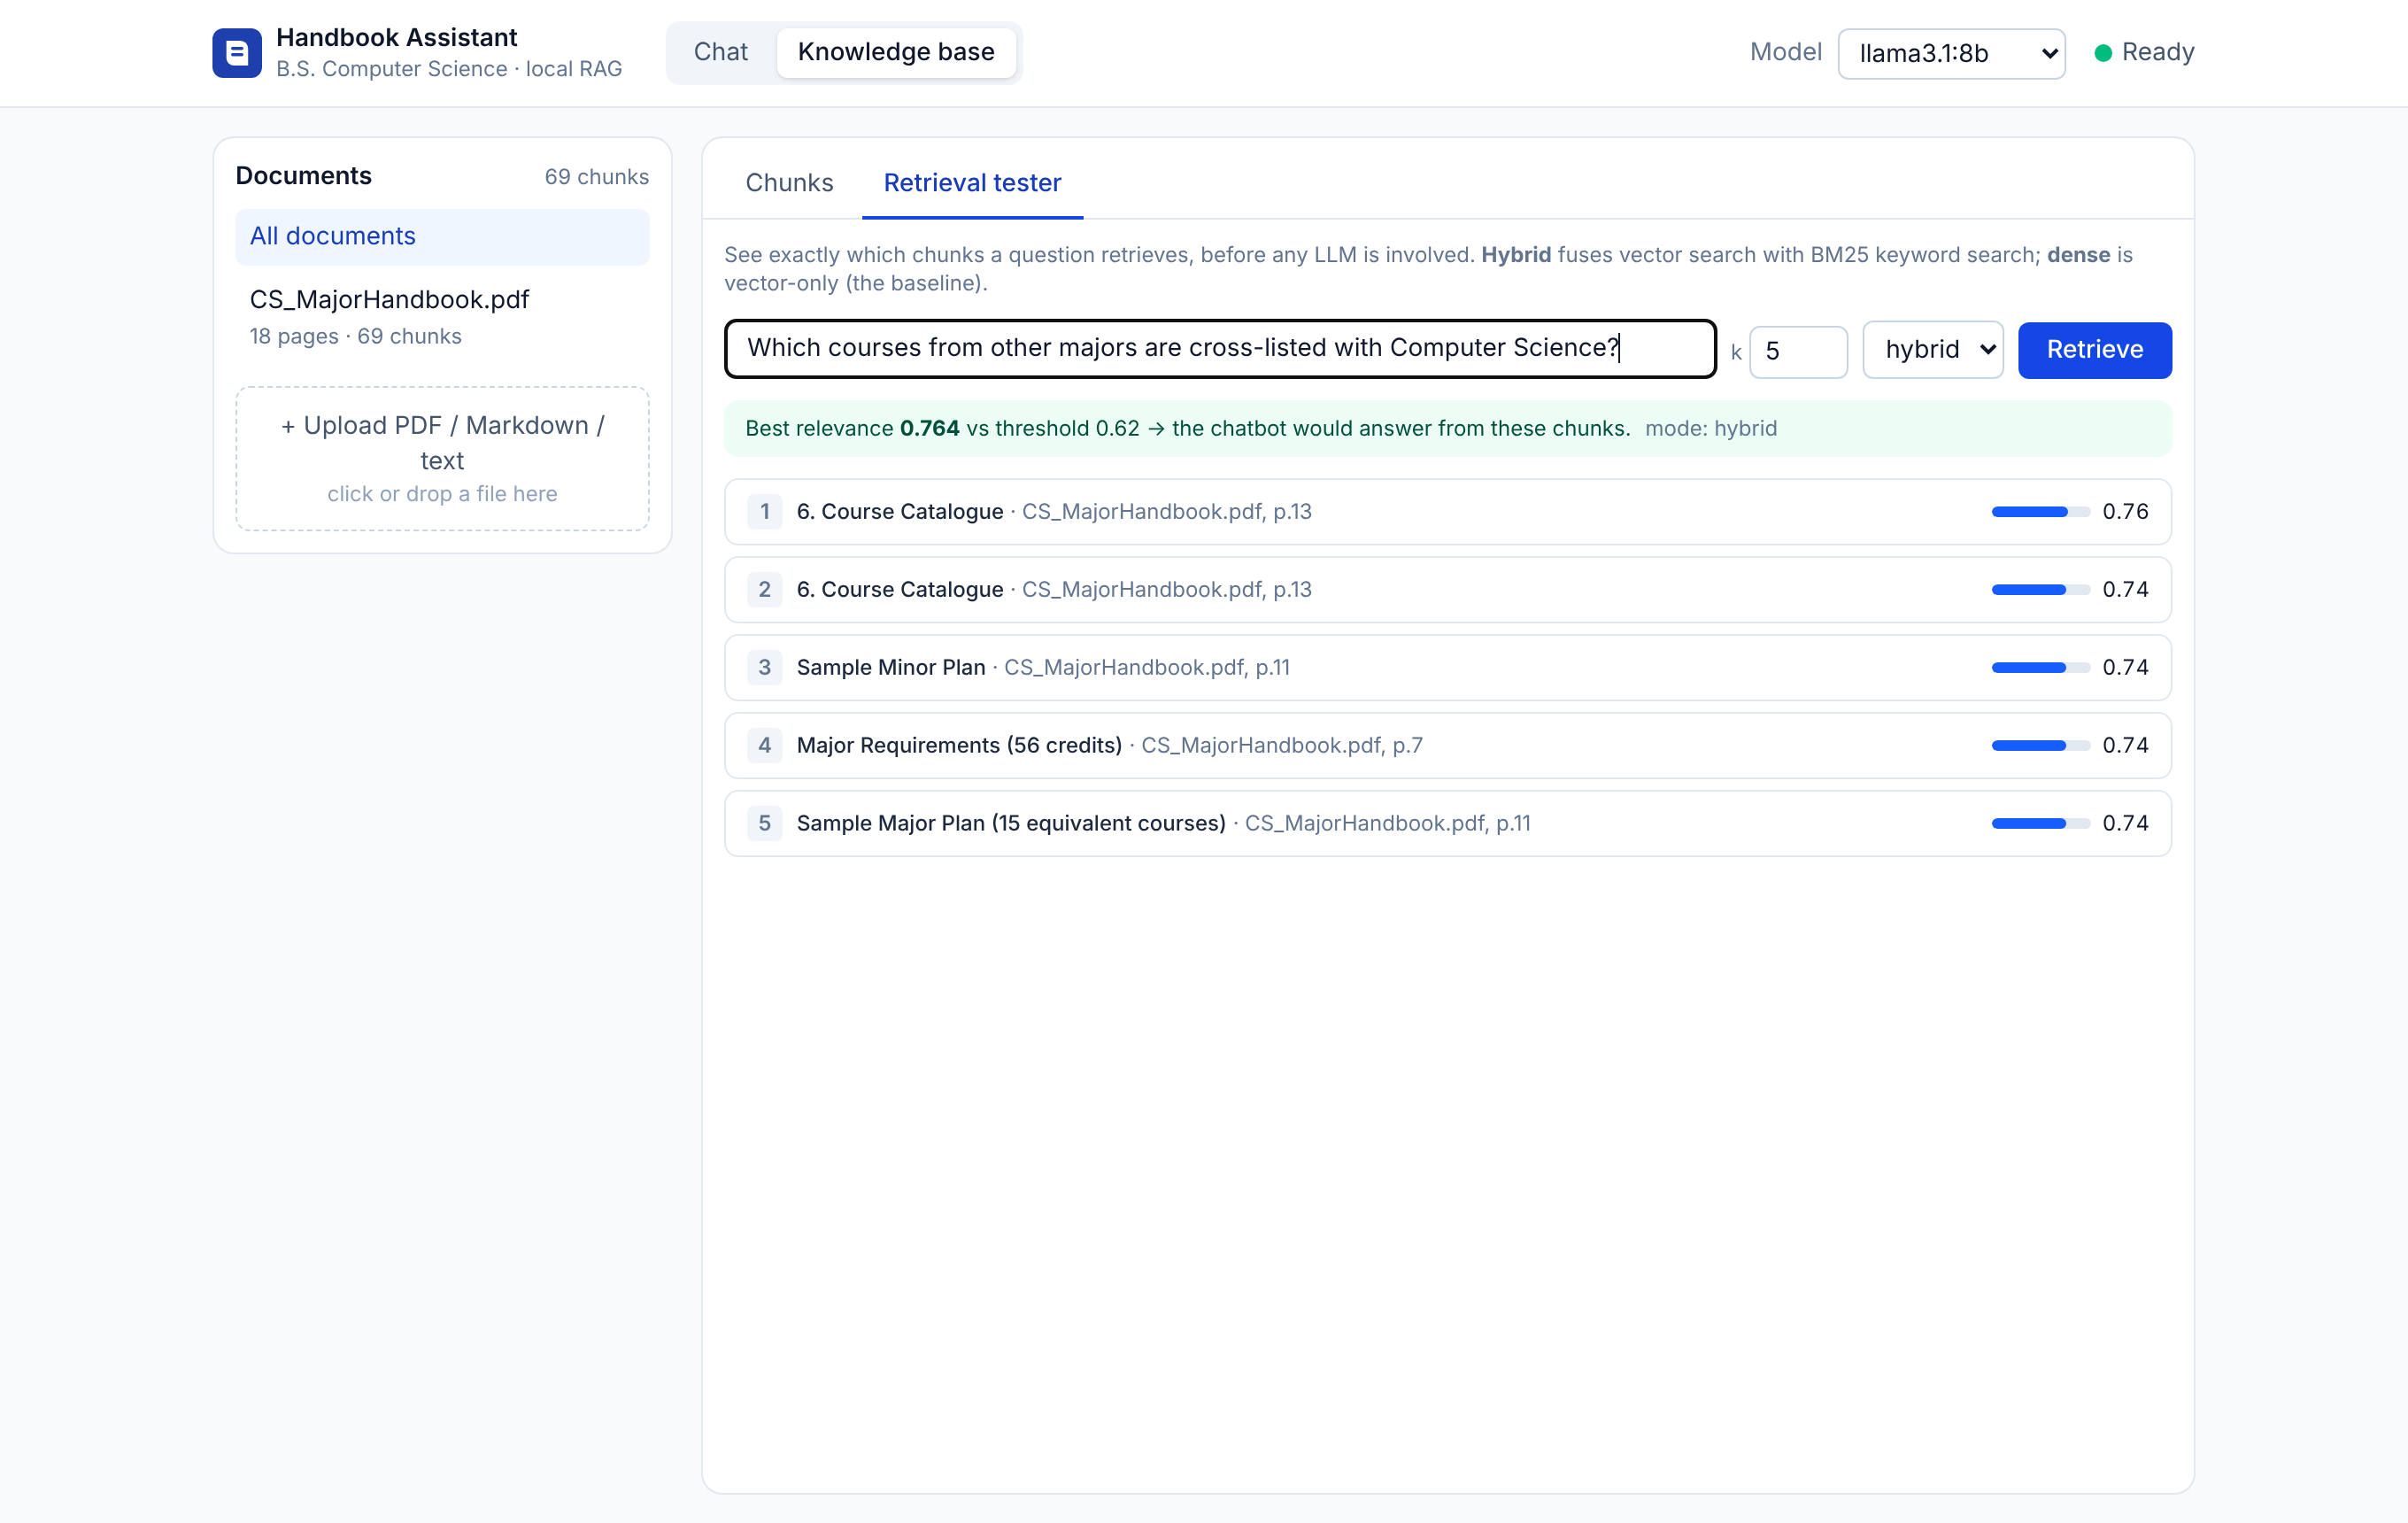 Handbook Assistant
B.S. Computer Science · local RAG
Chat
Knowledge base
Model
llama3.1:8b
Ready
Documents
69 chunks
All documents
CS_MajorHandbook.pdf
18 pages · 69 chunks
+ Upload PDF / Markdown /
text
click or drop a file here
Chunks
Retrieval tester
See exactly which chunks a question retrieves, before any LLM is involved. Hybrid fuses vector search with BM25 keyword search; dense is
vector-only (the baseline).
Which courses from other majors are cross-listed with Computer Science?
k
5
hybrid
Retrieve
Best relevance 0.764 vs threshold 0.62 → the chatbot would answer from these chunks. mode: hybrid
1 6. Course Catalogue · CS_MajorHandbook.pdf, p.13 0.76
2 6. Course Catalogue · CS_MajorHandbook.pdf, p.13 0.74
3 Sample Minor Plan · CS_MajorHandbook.pdf, p.11 0.74
4 Major Requirements (56 credits) · CS_MajorHandbook.pdf, p.7 0.74
5 Sample Major Plan (15 equivalent courses) · CS_MajorHandbook.pdf, p.11 0.74